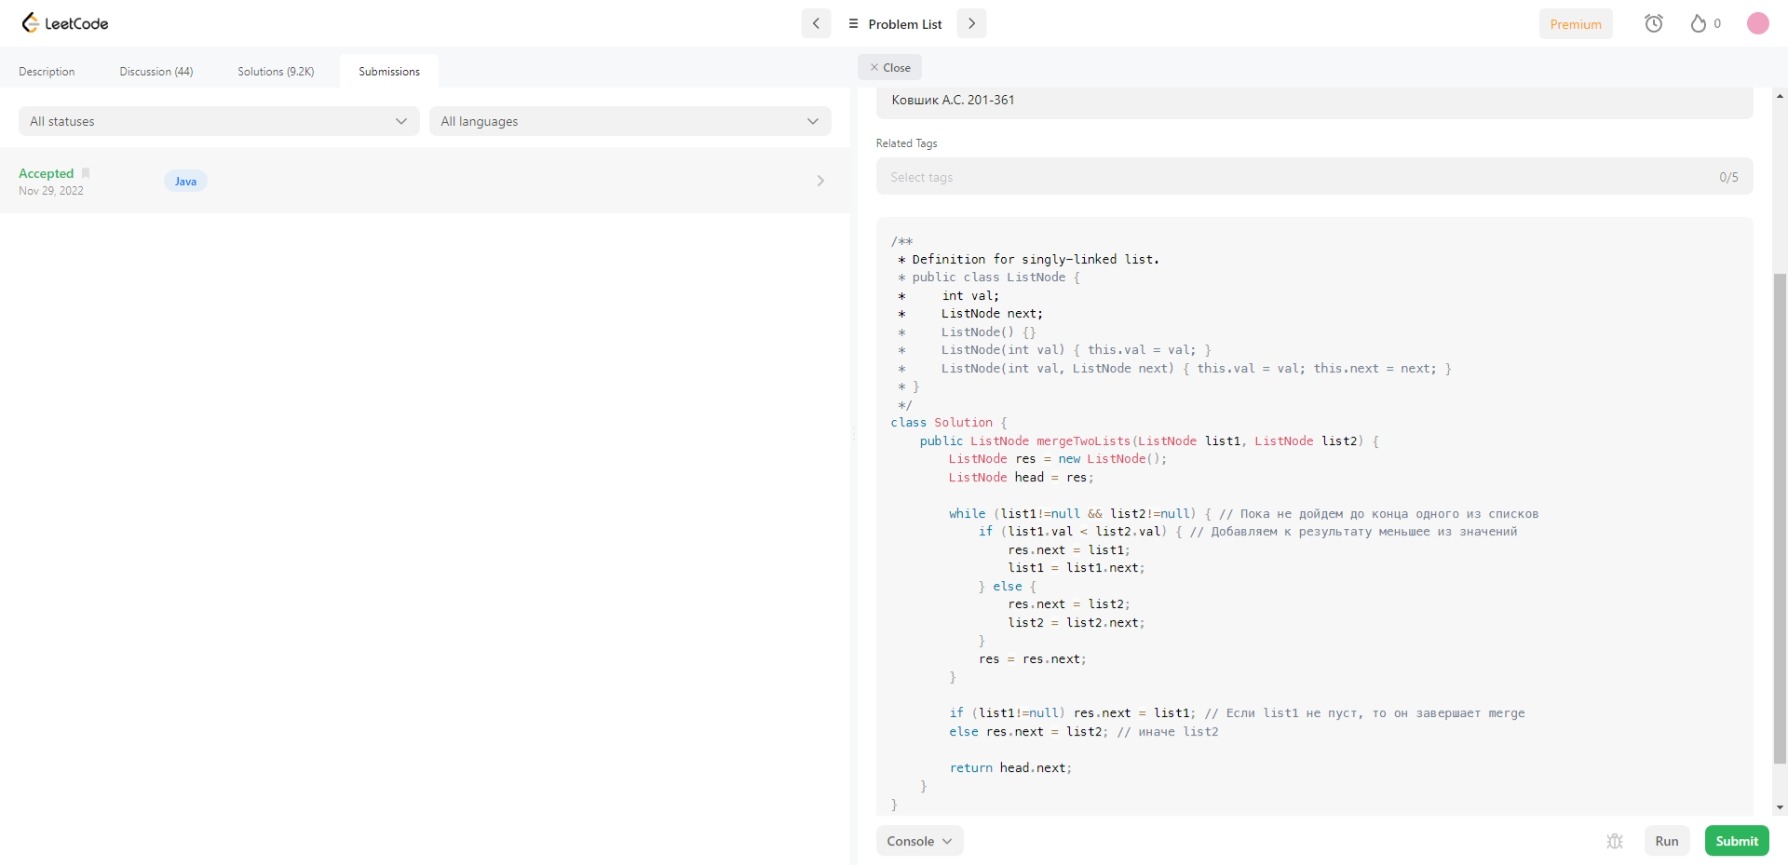 LeetCode
Problem List
Premium
0
Description
Discussion (44)
Solutions (9.2K)
Submissions
All statuses
All languages
Accepted
Java
Nov 29, 2022
× Close
Ковшик А.С. 201-361
Related Tags
Select tags
0/5
/**
 * Definition for singly-linked list.
 * public class ListNode {
 *     int val;
 *     ListNode next;
 *     ListNode() {}
 *     ListNode(int val) { this.val = val; }
 *     ListNode(int val, ListNode next) { this.val = val; this.next = next; }
 * }
 */
class Solution {
    public ListNode mergeTwoLists(ListNode list1, ListNode list2) {
        ListNode res = new ListNode();
        ListNode head = res;
        while (list1!=null && list2!=null) { // Пока не дойдем до конца одного из списков
            if (list1.val < list2.val) { // Добавляем к результату меньшее из значений
                res.next = list1;
                list1 = list1.next;
            } else {
                res.next = list2;
                list2 = list2.next;
            }
            res = res.next;
        }
        if (list1!=null) res.next = list1; // Если list1 не пуст, то он завершает merge
        else res.next = list2; // иначе list2
        return head.next;
    }
}
Console
Run
Submit